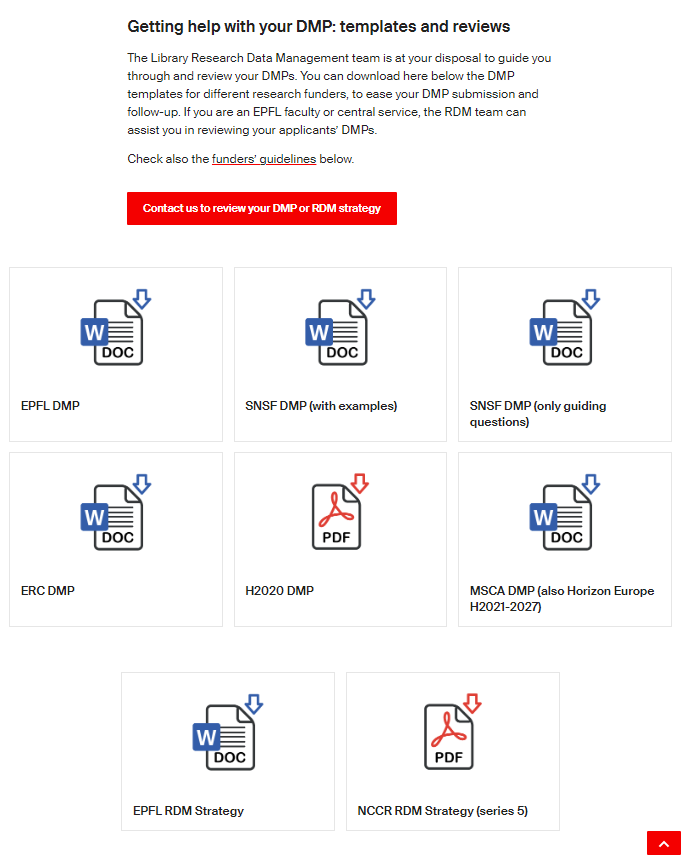 Getting help with your DMP: templates and reviews
The Library Research Data Management team is at your disposal to guide you
through and review your DMPs. You can download here below the DMP
templates for different research funders, to ease your DMP submission and
follow-up. If you are an EPFL faculty or central service, the RDM team can
assist you in reviewing your applicants' DMPs.
Check also the funders' guidelines below.
Contact us to review your DMP or RDM strategy
W
DOC
EPFL DMP
W
DOC
SNSF DMP (with examples)
W
DOC
SNSF DMP (only guiding
questions)
W
DOC
ERC DMP
PDF
H2020 DMP
W
DOC
MSCA DMP (also Horizon Europe
H2021-2027)
W
DOC
EPFL RDM Strategy
PDF
NCCR RDM Strategy (series 5)